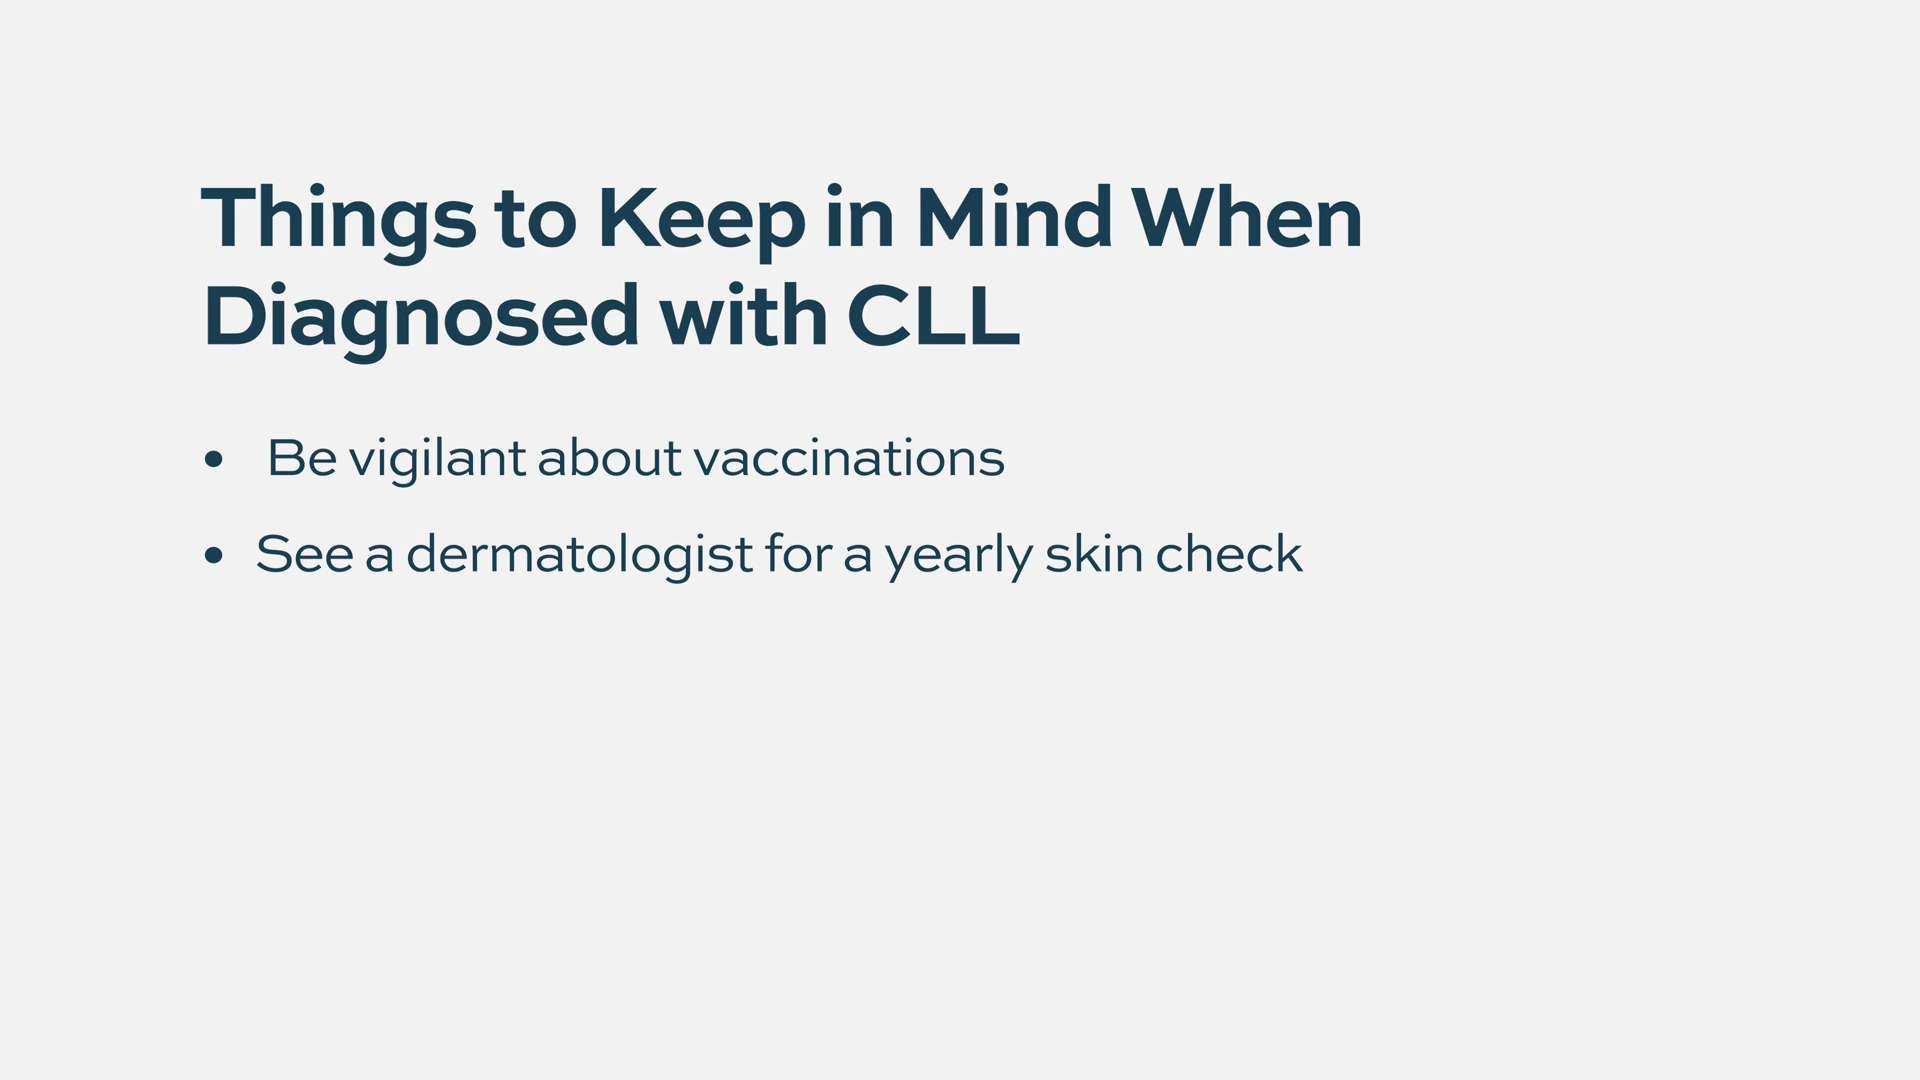 Things to Keep in Mind When
Diagnosed with CLL
• Be vigilant about vaccinations
• See a dermatologist for a yearly skin check